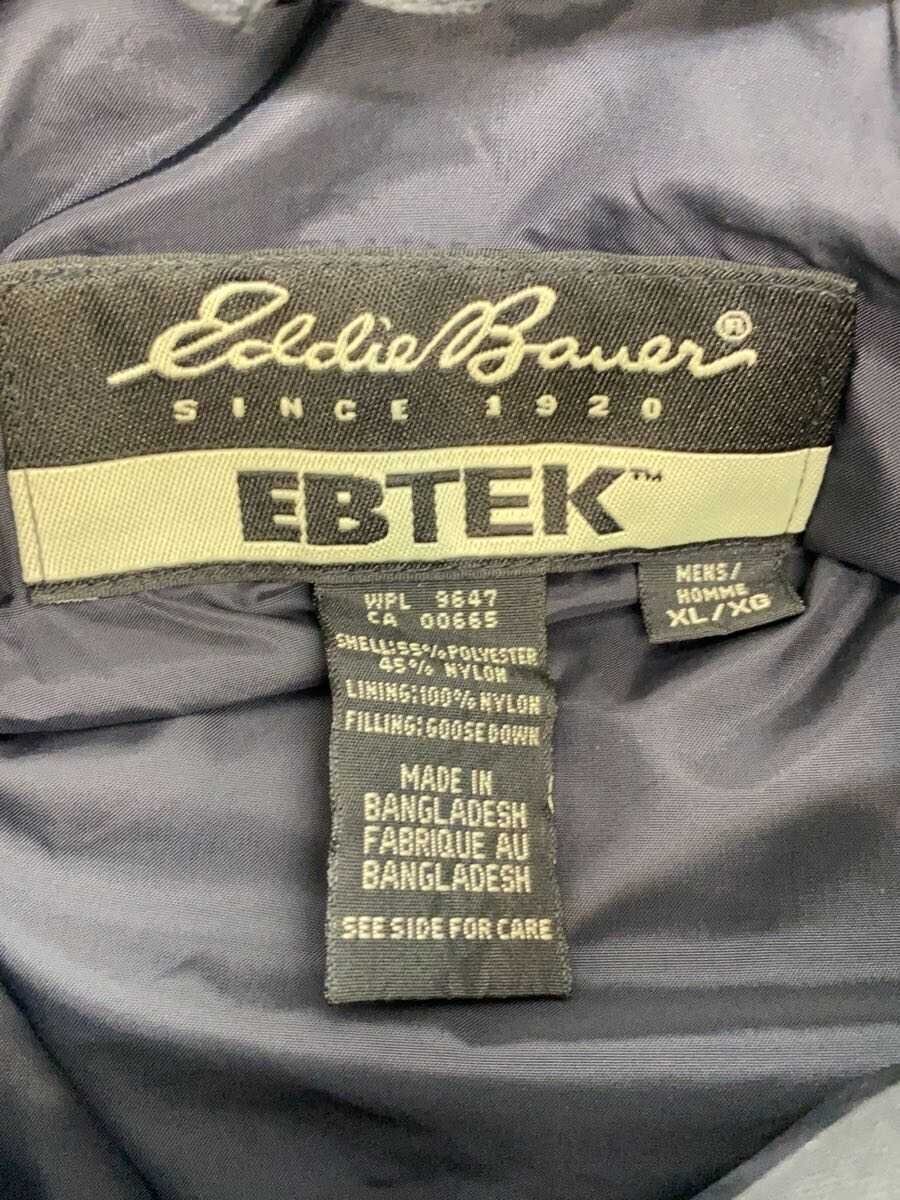 Eddie Bauer®
SINCE 1920
EBTEK™
MENS/
HOMME
XL/XG
WPL 9647
CA 00665
SHELL:55%POLYESTER
45% NYLON
LINING:100%NYLON
FILLING:GOOSE DOWN
MADE IN
BANGLADESH
FABRIQUE AU
BANGLADESH
SEE SIDE FOR CARE